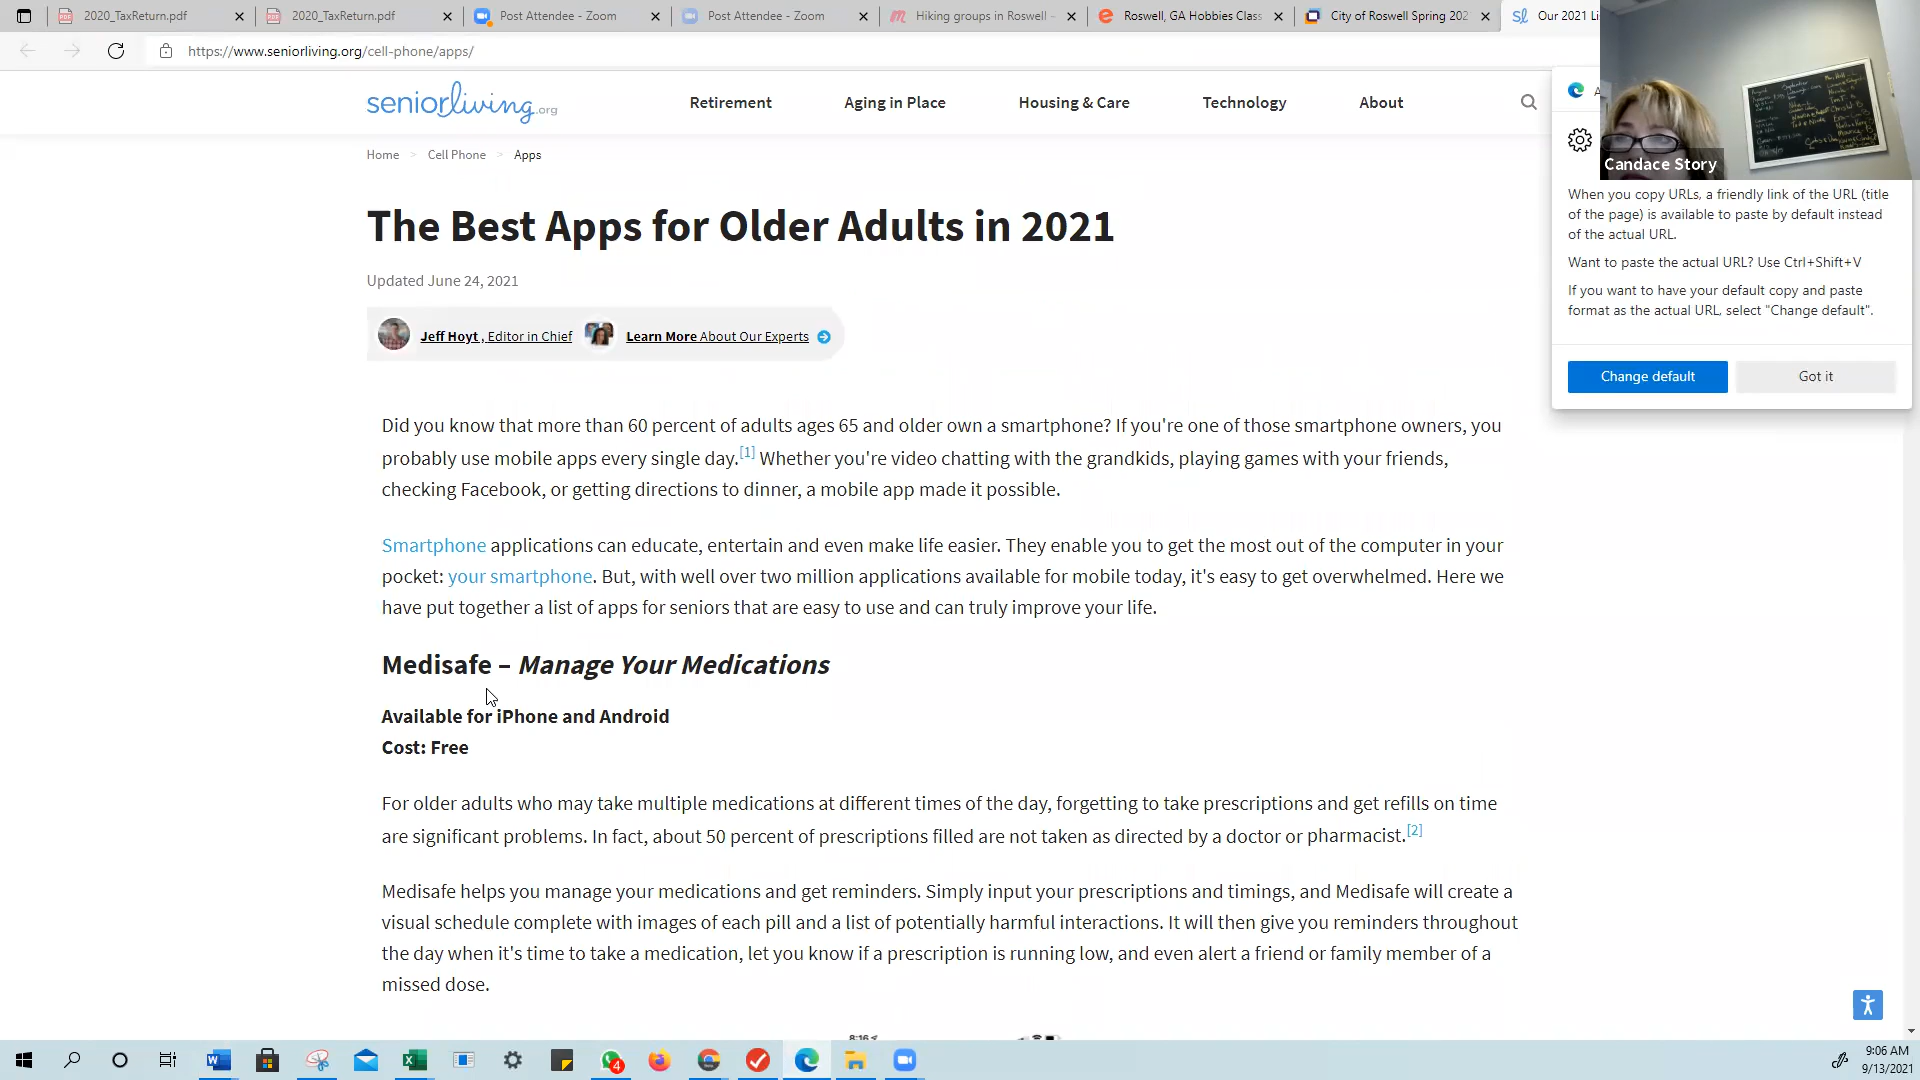 2020_TaxReturn.pdf
2020_TaxReturn.pdf
Post Attendee - Zoom
Post Attendee - Zoom
Hiking groups in Roswell -
Roswell, GA Hobbies Class
City of Roswell Spring 202
Our 2021 Li
https://www.seniorliving.org/cell-phone/apps/
seniorliving.org
Retirement
Aging in Place
Housing & Care
Technology
About
Candace Story
Home > Cell Phone > Apps
When you copy URLs, a friendly link of the URL (title
of the page) is available to paste by default instead
of the actual URL.
Want to paste the actual URL? Use Ctrl+Shift+V
If you want to have your default copy and paste
format as the actual URL, select "Change default".
Change default
Got it
The Best Apps for Older Adults in 2021
Updated June 24, 2021
Jeff Hoyt , Editor in Chief
Learn More About Our Experts
Did you know that more than 60 percent of adults ages 65 and older own a smartphone? If you're one of those smartphone owners, you
probably use mobile apps every single day.[1] Whether you're video chatting with the grandkids, playing games with your friends,
checking Facebook, or getting directions to dinner, a mobile app made it possible.
Smartphone applications can educate, entertain and even make life easier. They enable you to get the most out of the computer in your
pocket: your smartphone. But, with well over two million applications available for mobile today, it's easy to get overwhelmed. Here we
have put together a list of apps for seniors that are easy to use and can truly improve your life.
Medisafe – Manage Your Medications
Available for iPhone and Android
Cost: Free
For older adults who may take multiple medications at different times of the day, forgetting to take prescriptions and get refills on time
are significant problems. In fact, about 50 percent of prescriptions filled are not taken as directed by a doctor or pharmacist.[2]
Medisafe helps you manage your medications and get reminders. Simply input your prescriptions and timings, and Medisafe will create a
visual schedule complete with images of each pill and a list of potentially harmful interactions. It will then give you reminders throughout
the day when it's time to take a medication, let you know if a prescription is running low, and even alert a friend or family member of a
missed dose.
4
9:06 AM
9/13/2021